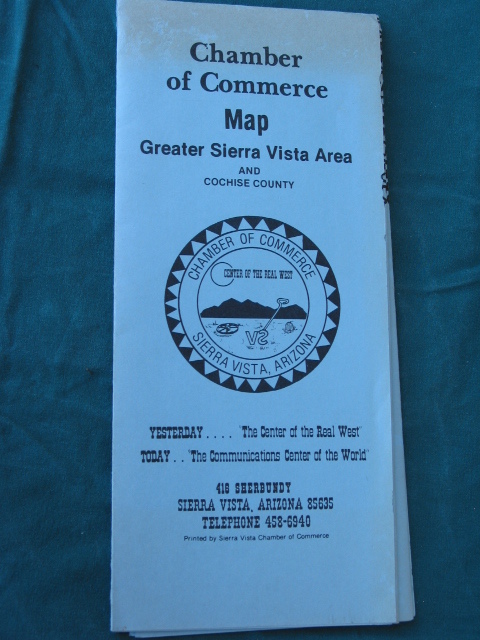 Chamber
of Commerce
Map
Greater Sierra Vista Area
AND
COCHISE COUNTY
CHAMBER OF COMMERCE
CENTER OF THE REAL WEST
VS
SIERRA VISTA, ARIZONA
YESTERDAY . . . . "The Center of the Real West"
TODAY . . "The Communications Center of the World"
416 SHERBUNDY
SIERRA VISTA, ARIZONA 85635
TELEPHONE 458-6940
Printed by Sierra Vista Chamber of Commerce